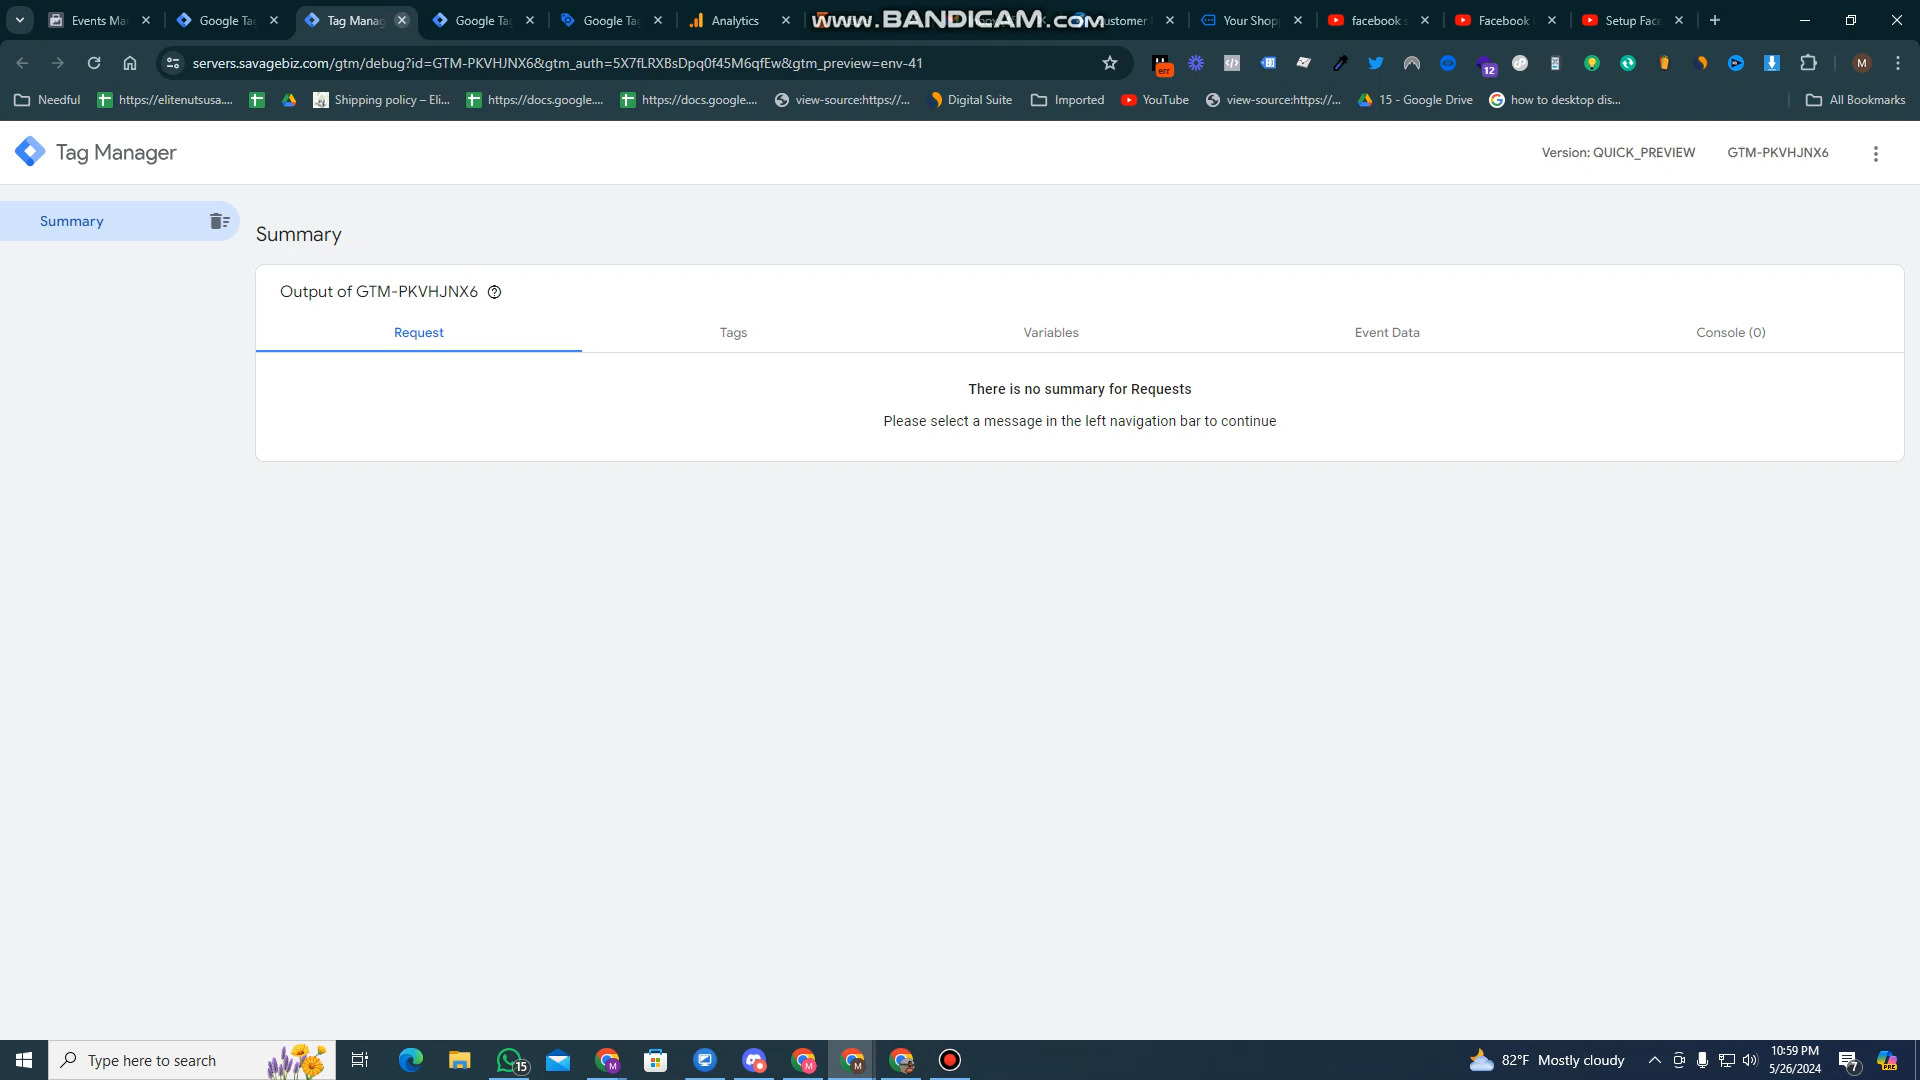 Events Ma
Google Ta
Tag Manag
Google Ta
Google Ta
Analytics
www.BANDICAM.com
ustomer
Your Shop
facebook s
Facebook
Setup Face
servers.savagebiz.com/gtm/debug?id=GTM-PKVHJNX6&gtm_auth=5X7fLRXBsDpq0f45M6qfEw&gtm_preview=env-41
err
12
M
Needful
https://elitenutsusa....
Shipping policy – Eli...
https://docs.google....
https://docs.google....
view-source:https://...
Digital Suite
Imported
YouTube
view-source:https://...
15 - Google Drive
how to desktop dis...
All Bookmarks
Tag Manager
Version: QUICK_PREVIEW
GTM-PKVHJNX6
Summary
Summary
Output of GTM-PKVHJNX6
Request
Tags
Variables
Event Data
Console (0)
There is no summary for Requests
Please select a message in the left navigation bar to continue
Type here to search
15
82°F Mostly cloudy
10:59 PM
5/26/2024
7